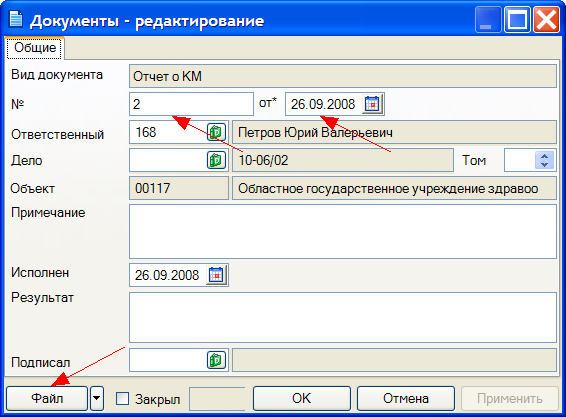 Документы - редактирование
Общие
Вид документа Отчет о КМ
№ 2 от* 26.09.2008
Ответственный 168 Петров Юрий Валерьевич
Дело 10-06/02 Том
Объект 00117 Областное государственное учреждение здравоо
Примечание
Исполнен 26.09.2008
Результат
Подписал
Файл Закрыл OK Отмена Применить